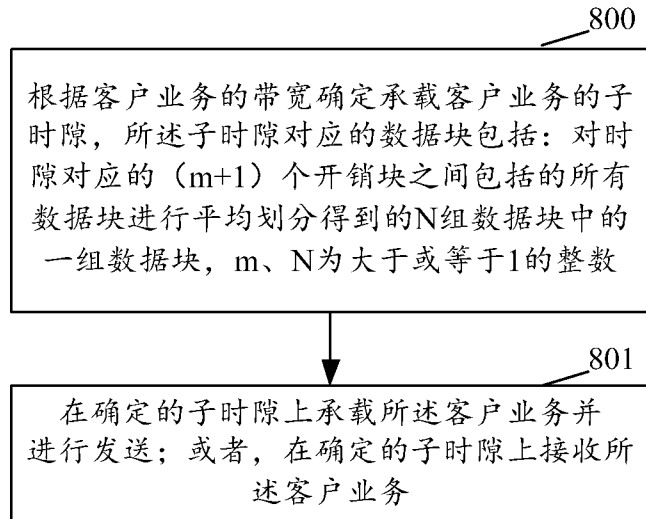 800
根据客户业务的带宽确定承载客户业务的子
时隙，所述子时隙对应的数据块包括：对时
隙对应的（m+1）个开销块之间包括的所有
数据块进行平均划分得到的N组数据块中的
一组数据块，m、N为大于或等于1的整数
801
在确定的子时隙上承载所述客户业务并
进行发送；或者，在确定的子时隙上接收所
述客户业务